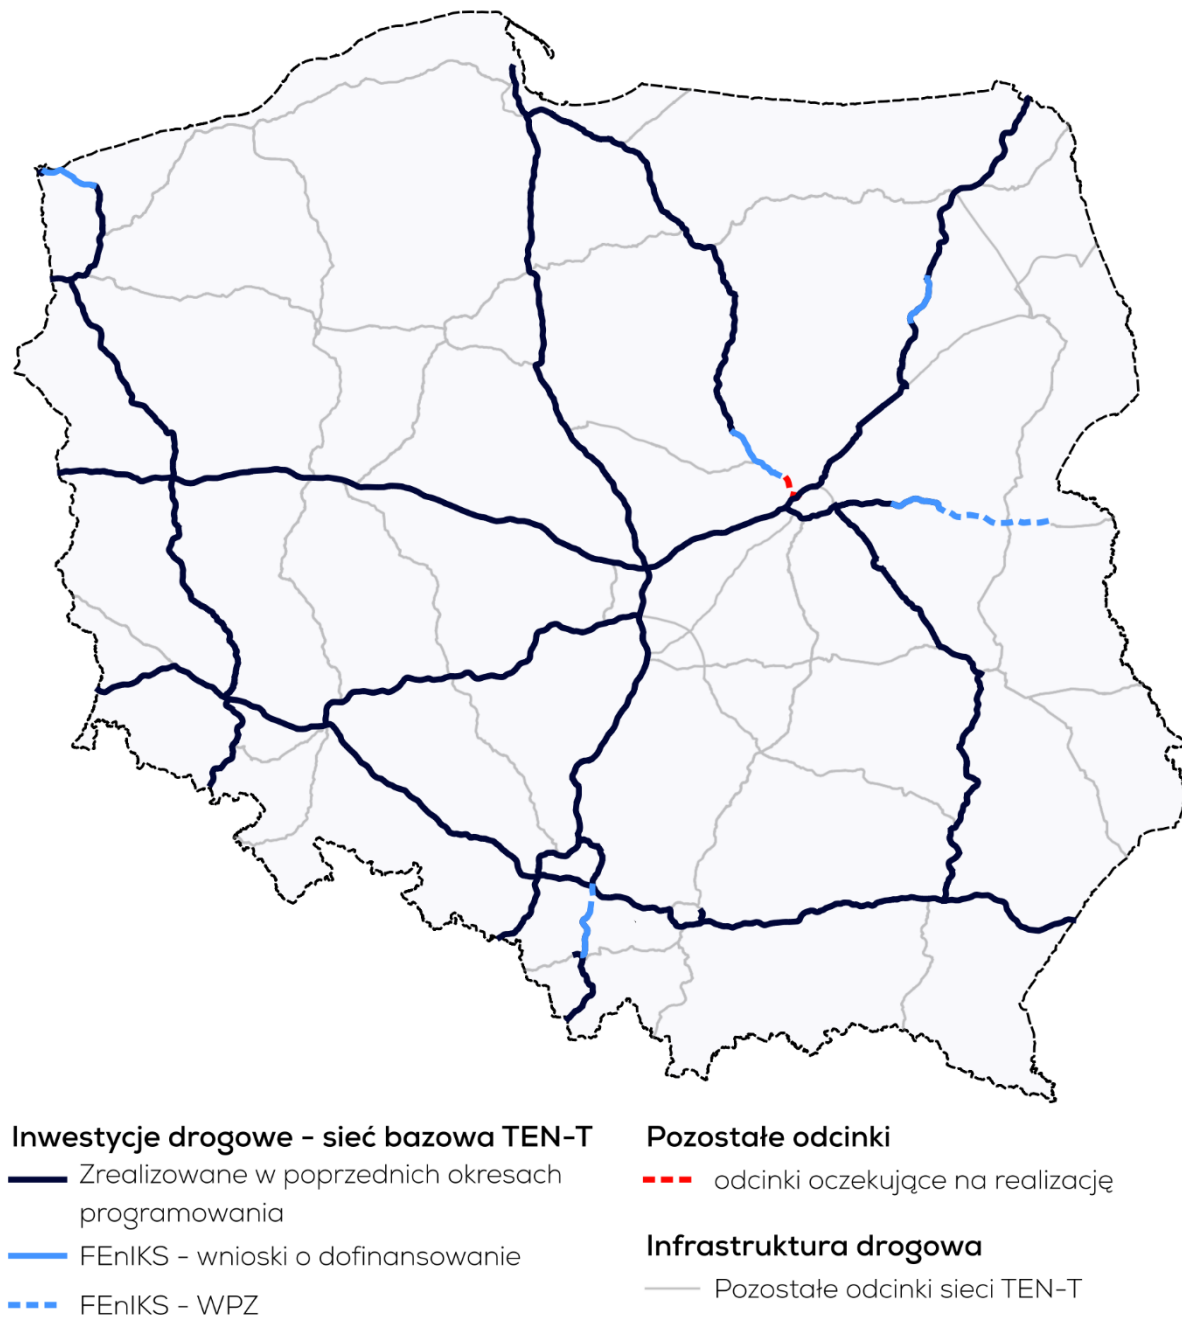 Inwestycje drogowe - sieć bazowa TEN-T
Zrealizowane w poprzednich okresach
programowania
FEnIKS - wnioski o dofinansowanie
FEnIKS - WPZ
Pozostałe odcinki
odcinki oczekujące na realizację
Infrastruktura drogowa
Pozostałe odcinki sieci TEN-T